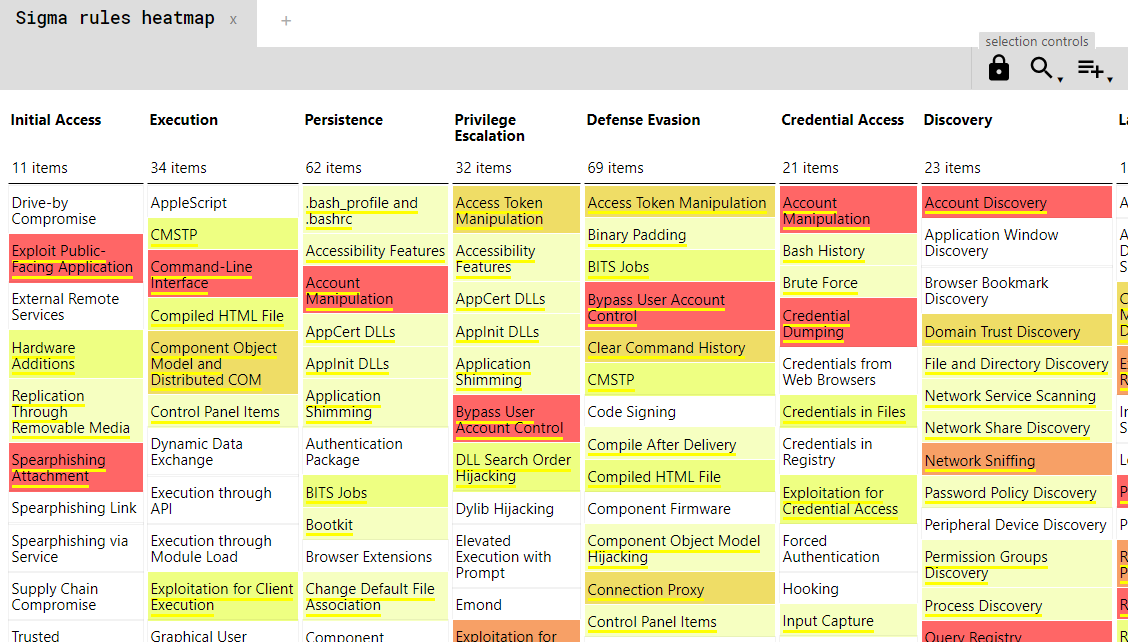 Sigma rules heatmap x +
selection controls
Initial Access
11 items
Drive-by
Compromise
Exploit Public-
Facing Application
External Remote
Services
Hardware
Additions
Replication
Through
Removable Media
Spearphishing
Attachment
Spearphishing Link
Spearphishing via
Service
Supply Chain
Compromise
Trusted
Execution
34 items
AppleScript
CMSTP
Command-Line
Interface
Compiled HTML File
Component Object
Model and
Distributed COM
Control Panel Items
Dynamic Data
Exchange
Execution through
API
Execution through
Module Load
Exploitation for Client
Execution
Graphical User
Persistence
62 items
.bash_profile and
.bashrc
Accessibility Features
Account
Manipulation
AppCert DLLs
AppInit DLLs
Application
Shimming
Authentication
Package
BITS Jobs
Bootkit
Browser Extensions
Change Default File
Association
Component
Privilege
Escalation
32 items
Access Token
Manipulation
Accessibility
Features
AppCert DLLs
AppInit DLLs
Application
Shimming
Bypass User
Account Control
DLL Search Order
Hijacking
Dylib Hijacking
Elevated
Execution with
Prompt
Emond
Exploitation for
Defense Evasion
69 items
Access Token Manipulation
Binary Padding
BITS Jobs
Bypass User Account
Control
Clear Command History
CMSTP
Code Signing
Compile After Delivery
Compiled HTML File
Component Firmware
Component Object Model
Hijacking
Connection Proxy
Control Panel Items
Credential Access
21 items
Account
Manipulation
Bash History
Brute Force
Credential
Dumping
Credentials from
Web Browsers
Credentials in Files
Credentials in
Registry
Exploitation for
Credential Access
Forced
Authentication
Hooking
Input Capture
Discovery
23 items
Account Discovery
Application Window
Discovery
Browser Bookmark
Discovery
Domain Trust Discovery
File and Directory Discovery
Network Service Scanning
Network Share Discovery
Network Sniffing
Password Policy Discovery
Peripheral Device Discovery
Permission Groups
Discovery
Process Discovery
Query Registry